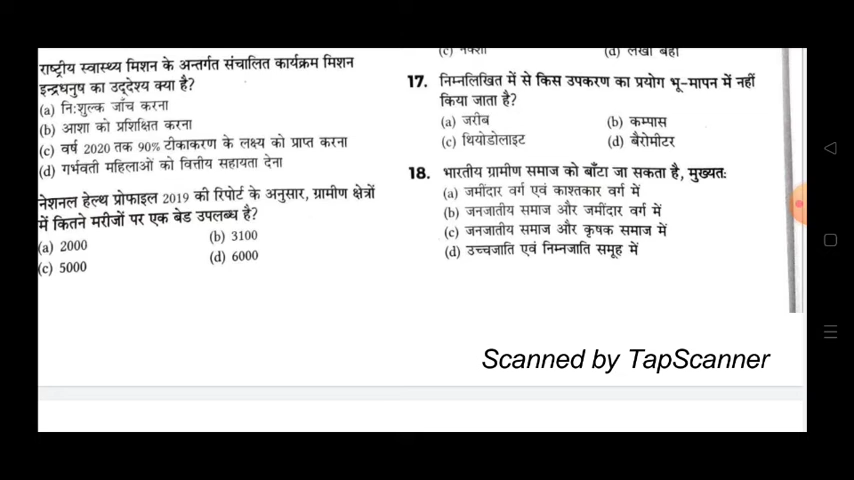 राष्ट्रीय स्वास्थ्य मिशन के अन्तर्गत संचालित कार्यक्रम मिशन
इन्द्रधनुष का उद्देश्य क्या है?
(a) निःशुल्क जाँच करना
(b) आशा को प्रशिक्षित करना
(c) वर्ष 2020 तक 90% टीकाकरण के लक्ष्य को प्राप्त करना
(d) गर्भवती महिलाओं को वित्तीय सहायता देना
नेशनल हेल्थ प्रोफाइल 2019 की रिपोर्ट के अनुसार, ग्रामीण क्षेत्रों
में कितने मरीजों पर एक बेड उपलब्ध है?
(a) 2000 (b) 3100
(c) 5000 (d) 6000
(c) नक्शा (d) लेखा बही
17. निम्नलिखित में से किस उपकरण का प्रयोग भू-मापन में नहीं
किया जाता है?
(a) जरीब (b) कम्पास
(c) थियोडोलाइट (d) बैरोमीटर
18. भारतीय ग्रामीण समाज को बाँटा जा सकता है, मुख्यतः
(a) जमींदार वर्ग एवं काश्तकार वर्ग में
(b) जनजातीय समाज और जमींदार वर्ग में
(c) जनजातीय समाज और कृषक समाज में
(d) उच्चजाति एवं निम्नजाति समूह में
Scanned by TapScanner